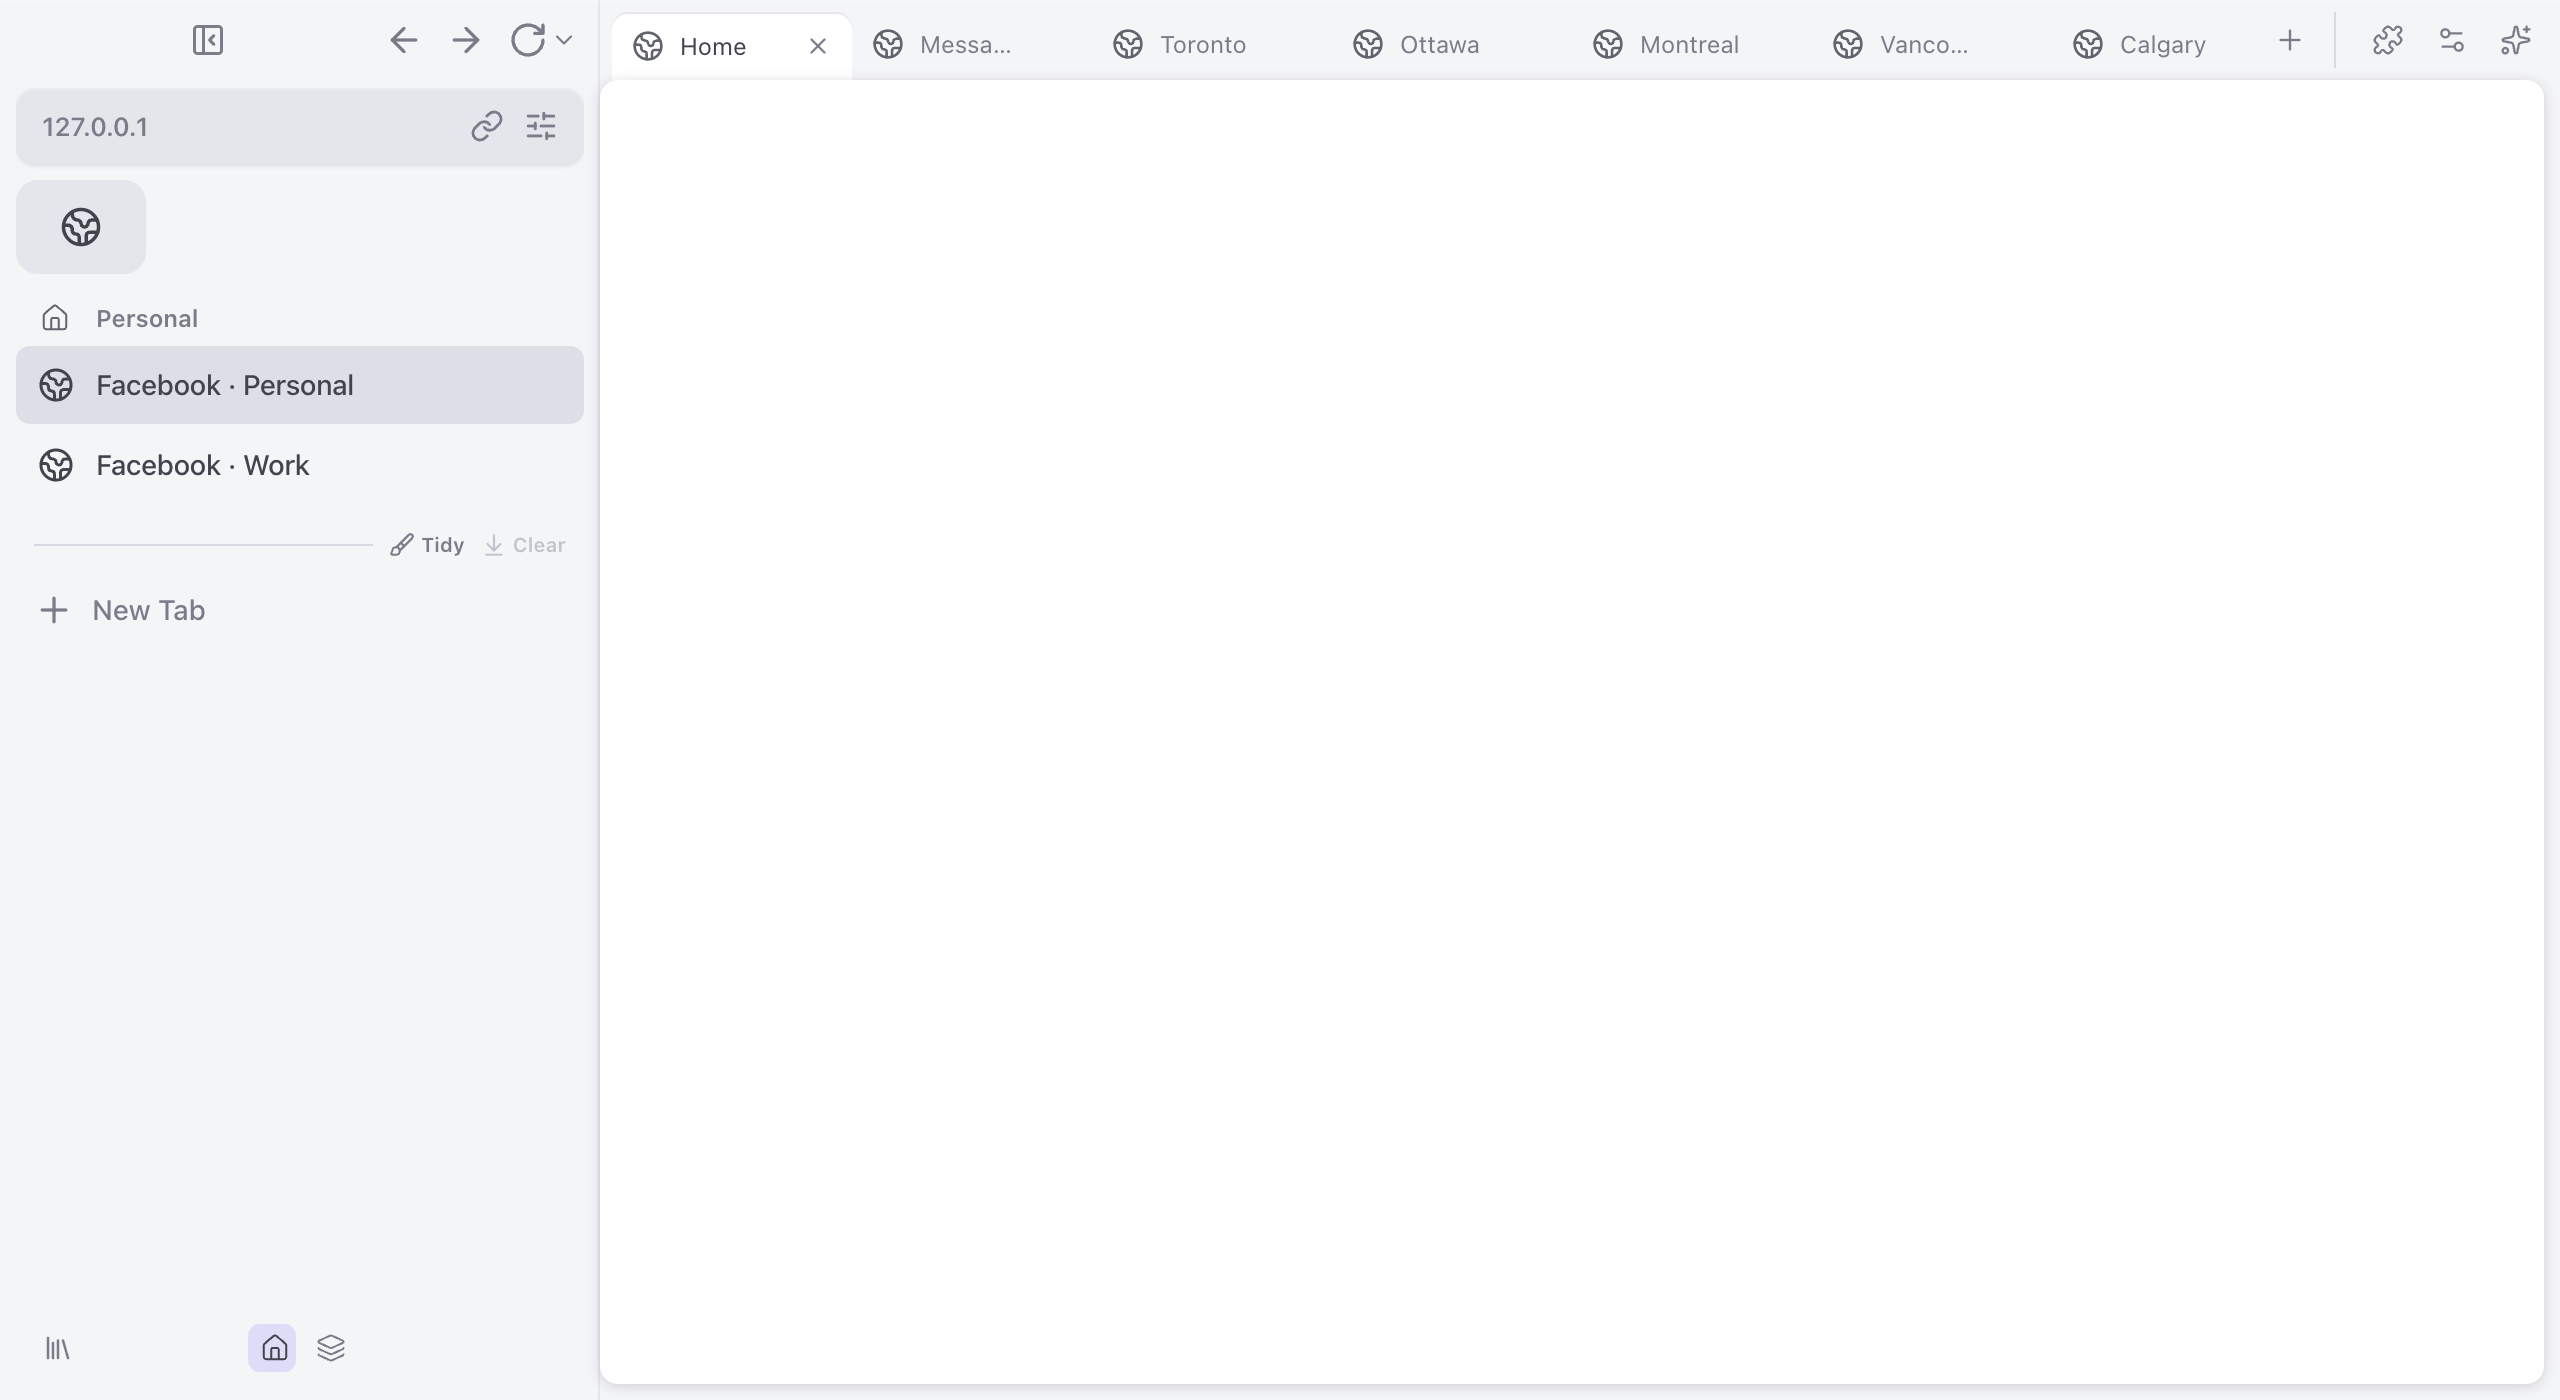 Home
Messa...
Toronto
Ottawa
Montreal
Vanco...
Calgary
127.0.0.1
Personal
Facebook · Personal
Facebook · Work
Tidy
Clear
New Tab